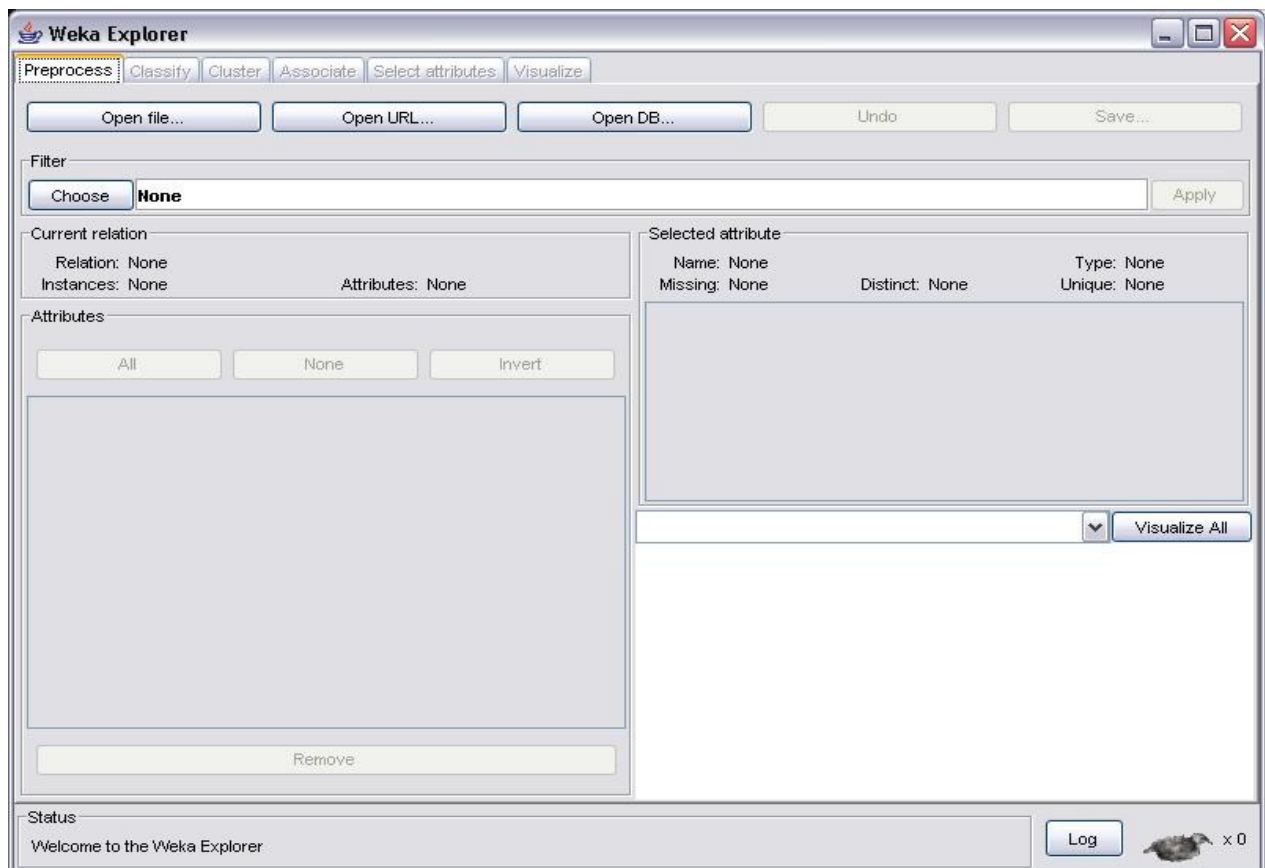 Weka Explorer
Preprocess Classify Cluster Associate Select attributes Visualize
Open file... Open URL... Open DB... Undo Save...
Filter
Choose None Apply
Current relation
Relation: None
Instances: None Attributes: None
Selected attribute
Name: None Type: None
Missing: None Distinct: None Unique: None
Attributes
All None Invert
Visualize All
Remove
Status
Welcome to the Weka Explorer
Log x 0